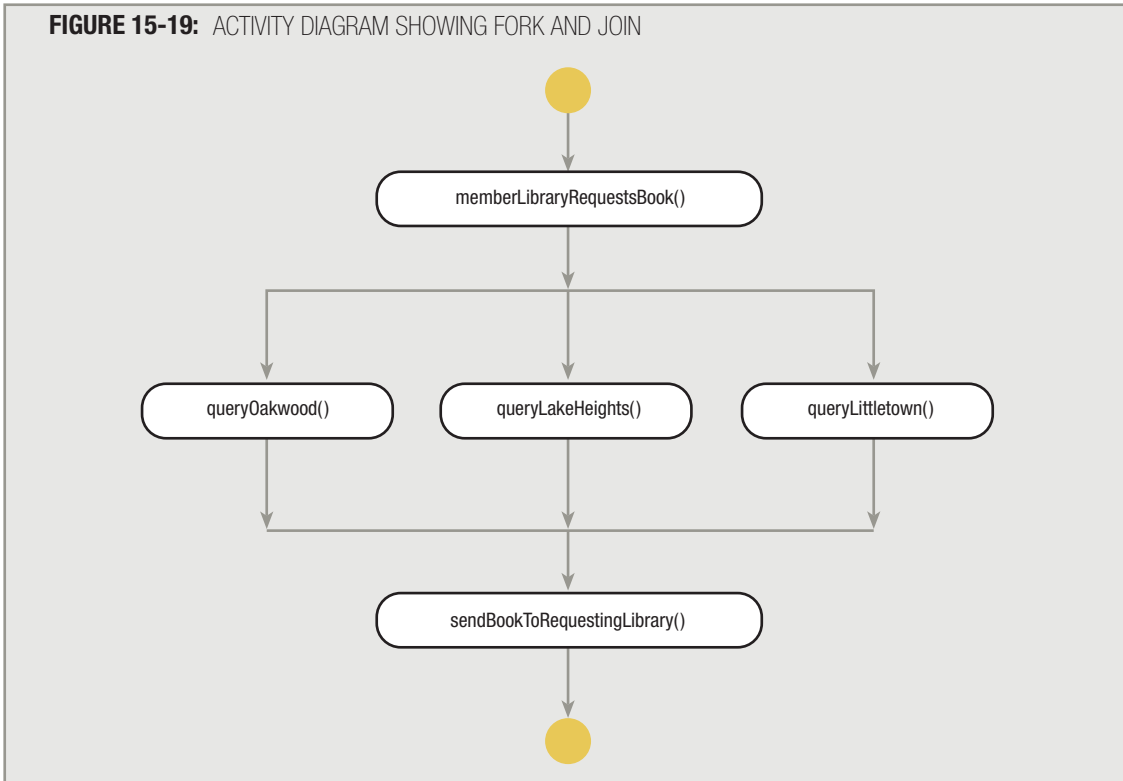 FIGURE 15-19: ACTIVITY DIAGRAM SHOWING FORK AND JOIN
memberLibraryRequestsBook()
queryOakwood()
queryLakeHeights()
queryLittletown()
sendBookToRequestingLibrary()